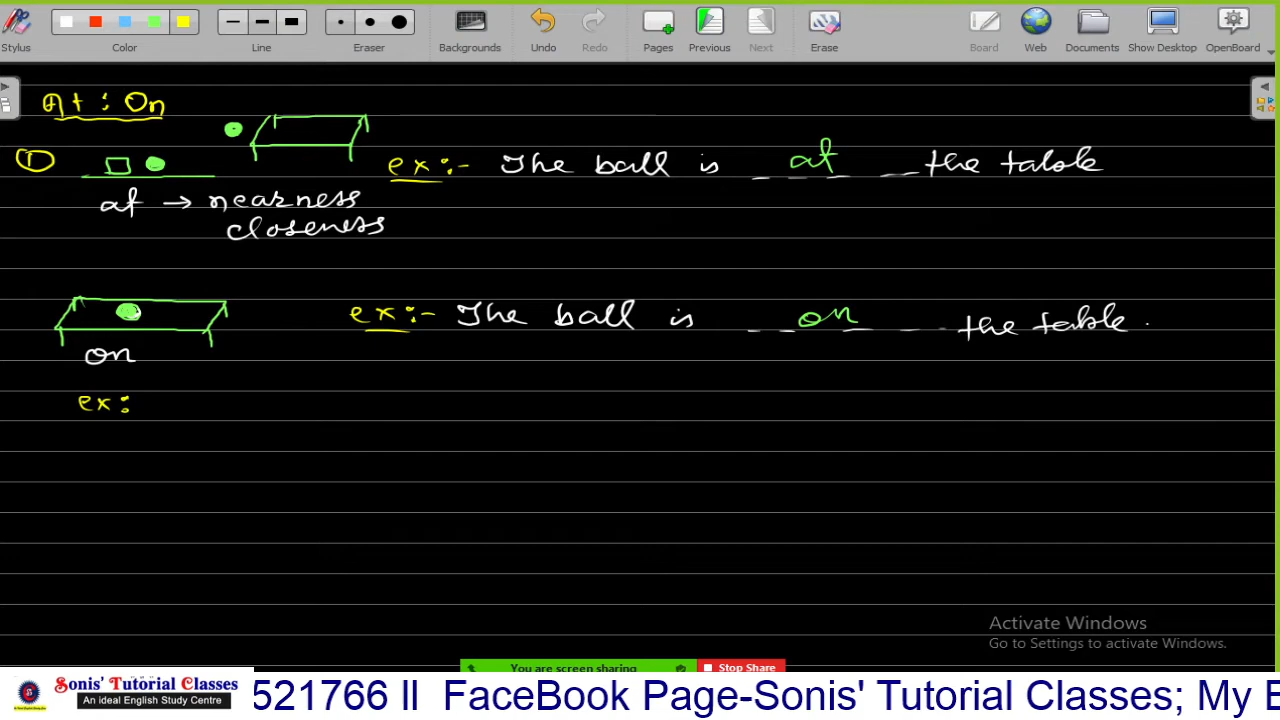 Stylus Color Line Eraser Backgrounds Undo Redo Pages Previous Next Erase Board Web Documents Show Desktop OpenBoard
At : On
① ex:- The ball is _ at _ _ the table
at → nearness
closeness
ex:- The ball is _ _ on _ _ the table.
on
ex:
Activate Windows
Go to Settings to activate Windows.
You are screen sharing Stop Share
Sonis' Tutorial Classes
An ideal English Study Centre
521766 ll FaceBook Page-Sonis' Tutorial Classes; My E